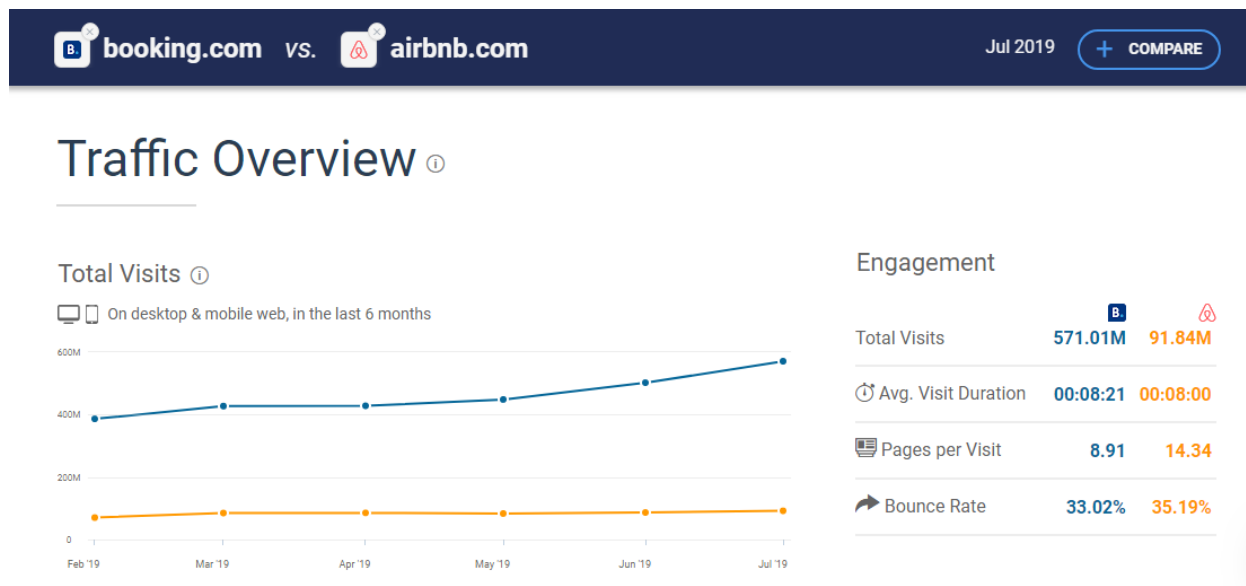 B. booking.com vs. airbnb.com Jul 2019 + COMPARE
Traffic Overview
Total Visits
On desktop & mobile web, in the last 6 months
600M
400M
200M
0
Feb '19 Mar '19 Apr '19 May '19 Jun '19 Jul '19
Engagement
B.
Total Visits 571.01M 91.84M
Avg. Visit Duration 00:08:21 00:08:00
Pages per Visit 8.91 14.34
Bounce Rate 33.02% 35.19%